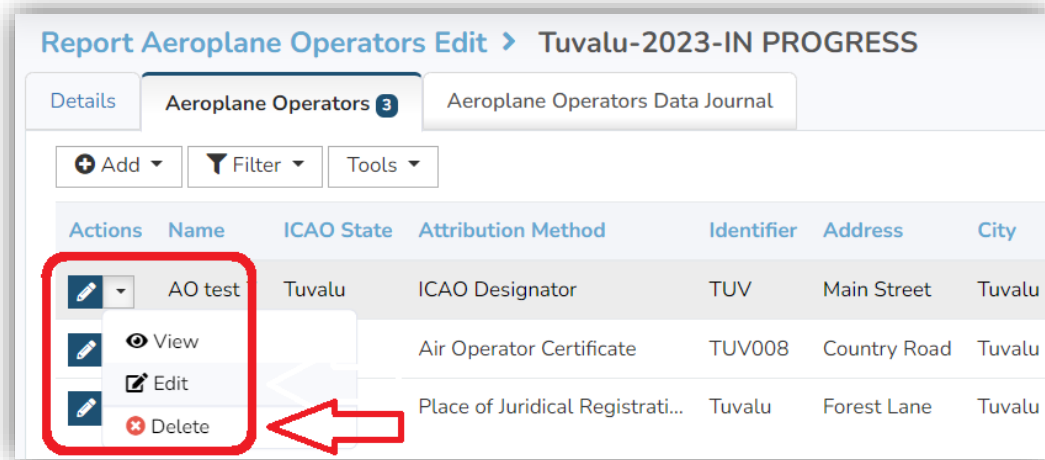 Report Aeroplane Operators Edit > Tuvalu-2023-IN PROGRESS
Details Aeroplane Operators 3 Aeroplane Operators Data Journal
Add Filter Tools
Actions Name ICAO State Attribution Method Identifier Address City
AO test Tuvalu ICAO Designator TUV Main Street Tuvalu
View Air Operator Certificate TUV008 Country Road Tuvalu
Edit
Place of Juridical Registrati... Tuvalu Forest Lane Tuvalu
Delete